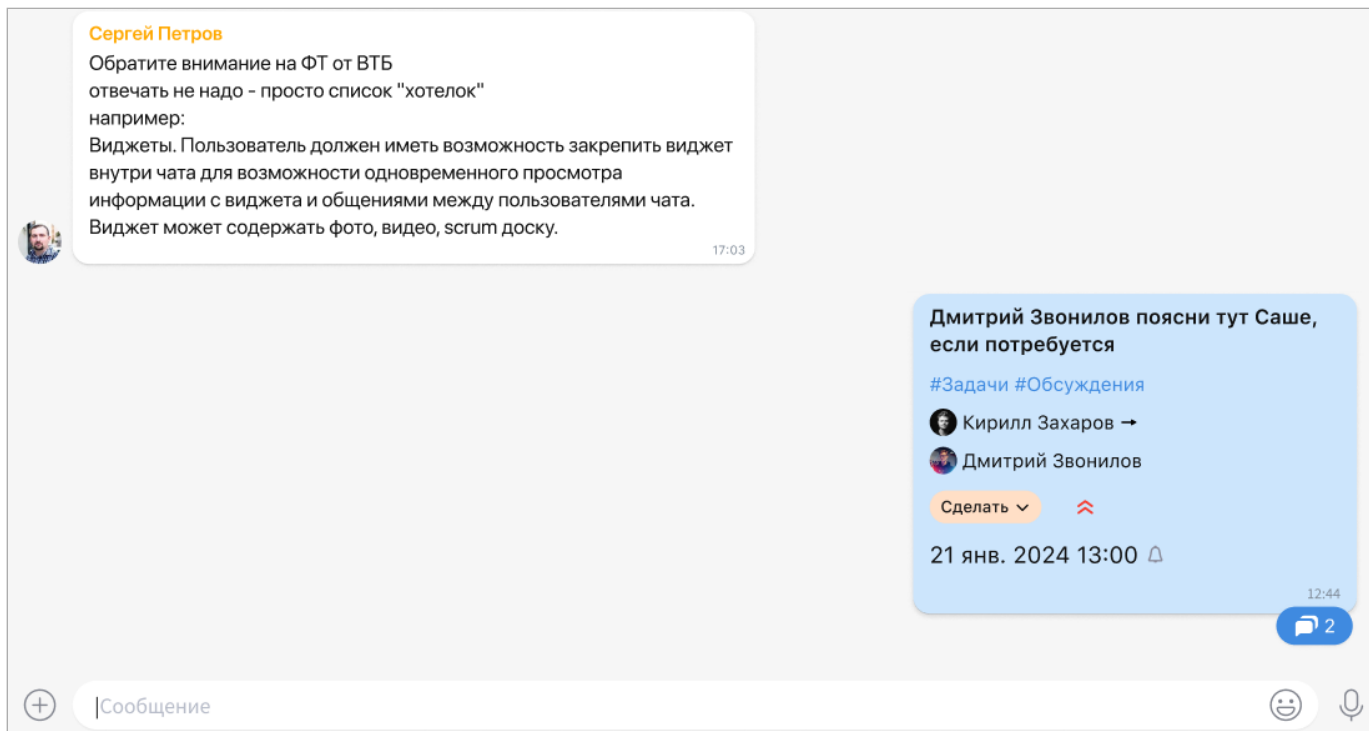 Сергей Петров
Обратите внимание на ФТ от ВТБ
отвечать не надо - просто список "хотелок"
например:
Виджеты. Пользователь должен иметь возможность закрепить виджет
внутри чата для возможности одновременного просмотра
информации с виджета и общениями между пользователями чата.
Виджет может содержать фото, видео, scrum доску.
17:03
Дмитрий Звонилов поясни тут Саше,
если потребуется
#Задачи #Обсуждения
Кирилл Захаров →
Дмитрий Звонилов
Сделать
21 янв. 2024 13:00
12:44
2
Сообщение